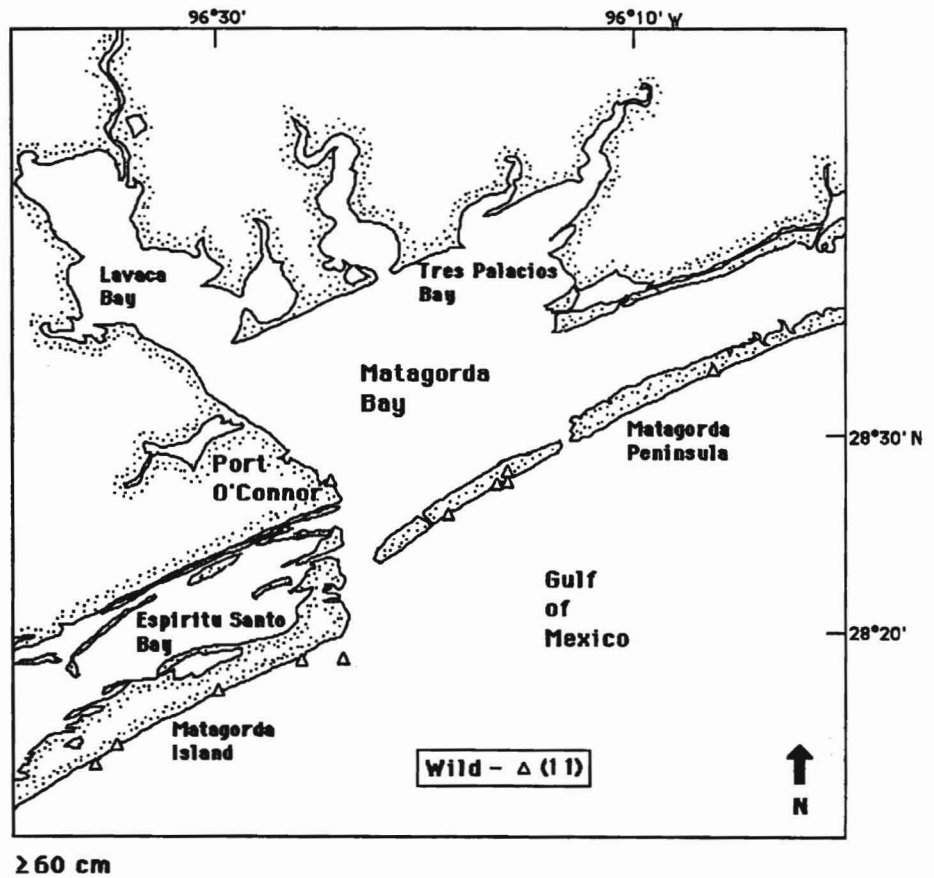 96°30' 96°10' W
Lavaca
Bay
Tres Palacios
Bay
Matagorda
Bay
Matagorda
Peninsula
28°30' N
Port
O'Connor
Gulf
of
Mexico
Espiritu Santo
Bay
28°20'
Matagorda
Island
Wild - △ (11)
N
≥60 cm